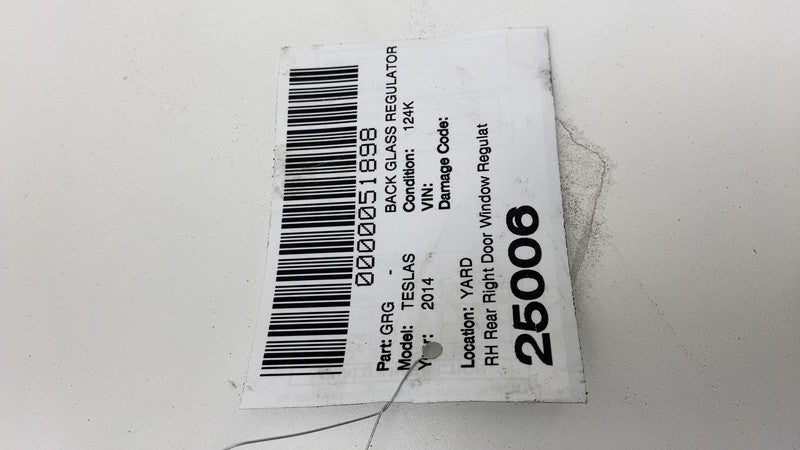 0000051898
Part: GRG - BACK GLASS REGULATOR
Model: TESLAS Condition: 124K
Year: 2014 VIN:
Damage Code:
Location: YARD
RH Rear Right Door Window Regulat
25006